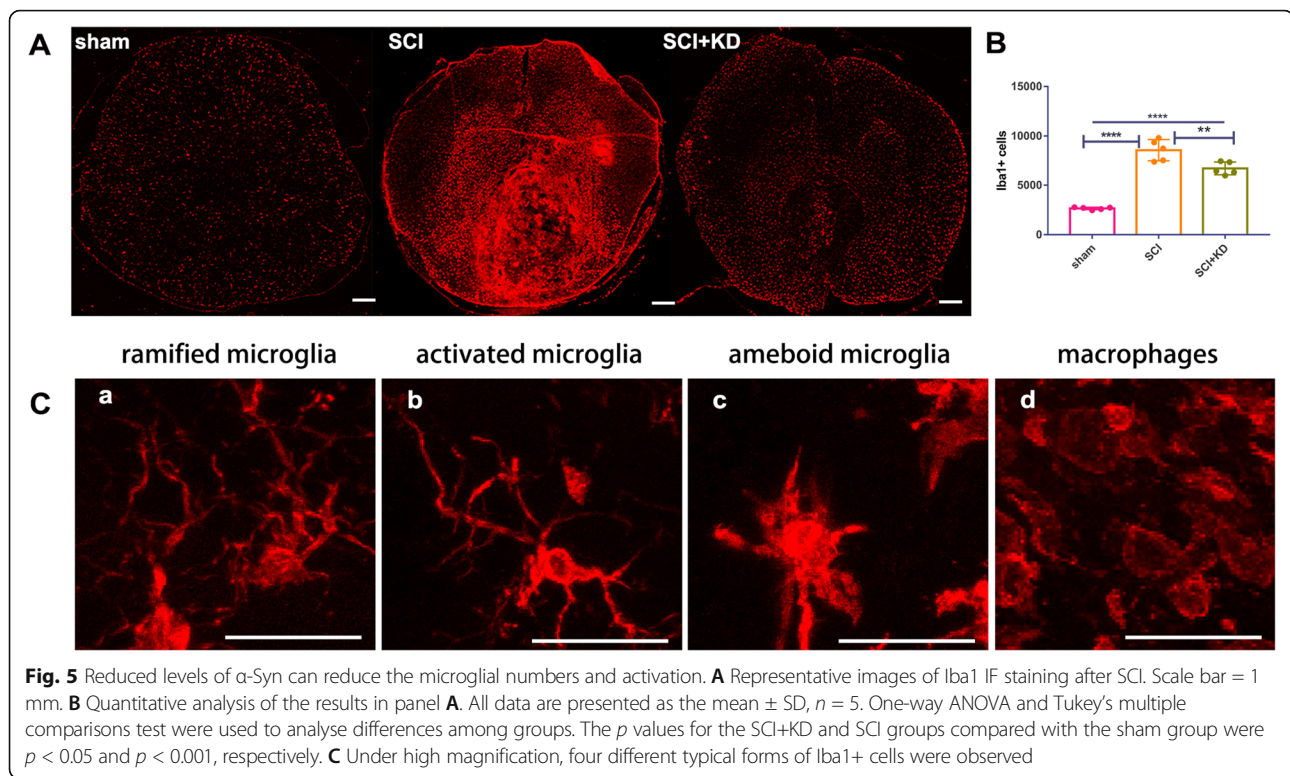 A
sham
SCI
SCI+KD
B
Iba1+ cells
15000
10000
5000
0
****
****
**
sham
SCI
SCI+KD
ramified microglia
activated microglia
ameboid microglia
macrophages
C
a
b
c
d
Fig. 5 Reduced levels of α-Syn can reduce the microglial numbers and activation. A Representative images of Iba1 IF staining after SCI. Scale bar = 1
mm. B Quantitative analysis of the results in panel A. All data are presented as the mean ± SD, n = 5. One-way ANOVA and Tukey's multiple
comparisons test were used to analyse differences among groups. The p values for the SCI+KD and SCI groups compared with the sham group were
p < 0.05 and p < 0.001, respectively. C Under high magnification, four different typical forms of Iba1+ cells were observed